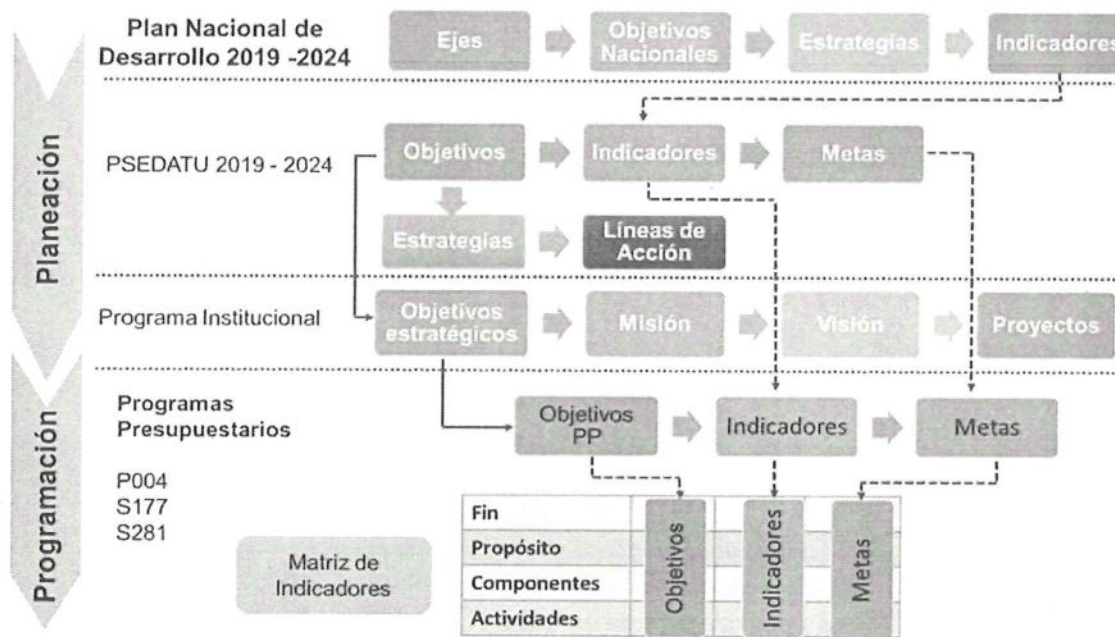 Plan Nacional de
Desarrollo 2019 -2024
Ejes
Objetivos
Nacionales
Estrategias
Indicadores
Planeación
PSEDATU 2019 - 2024
Objetivos
Indicadores
Metas
Estrategias
Líneas de
Acción
Programa Institucional
Objetivos
estratégicos
Misión
Visión
Proyectos
Programación
Programas
Presupuestarios
P004
S177
S281
Objetivos
PP
Indicadores
Metas
Matriz de
Indicadores
Fin
Propósito
Componentes
Actividades
Objetivos
Indicadores
Metas